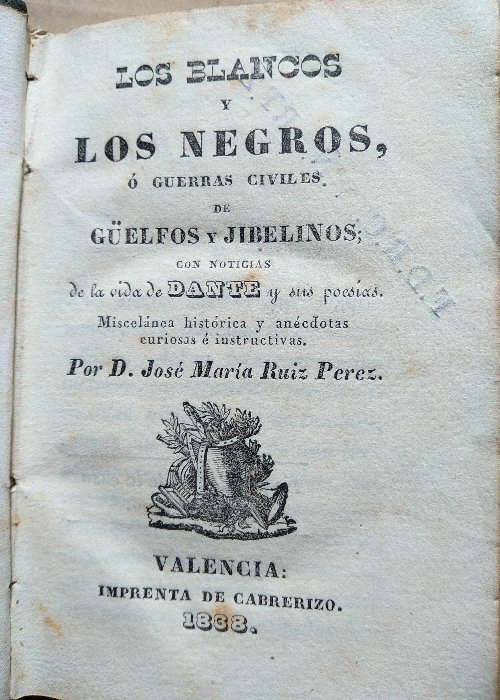 LOS BLANCOS
Y
LOS NEGROS,
Ó GUERRAS CIVILES
DE
GÜELFOS Y JIBELINOS;
CON NOTICIAS
de la vida de DANTE y sus poesías.
Miscelánea histórica y anécdotas
curiosas é instructivas.
Por D. José María Ruiz Perez.
VALENCIA:
IMPRENTA DE CABRERIZO.
1838.